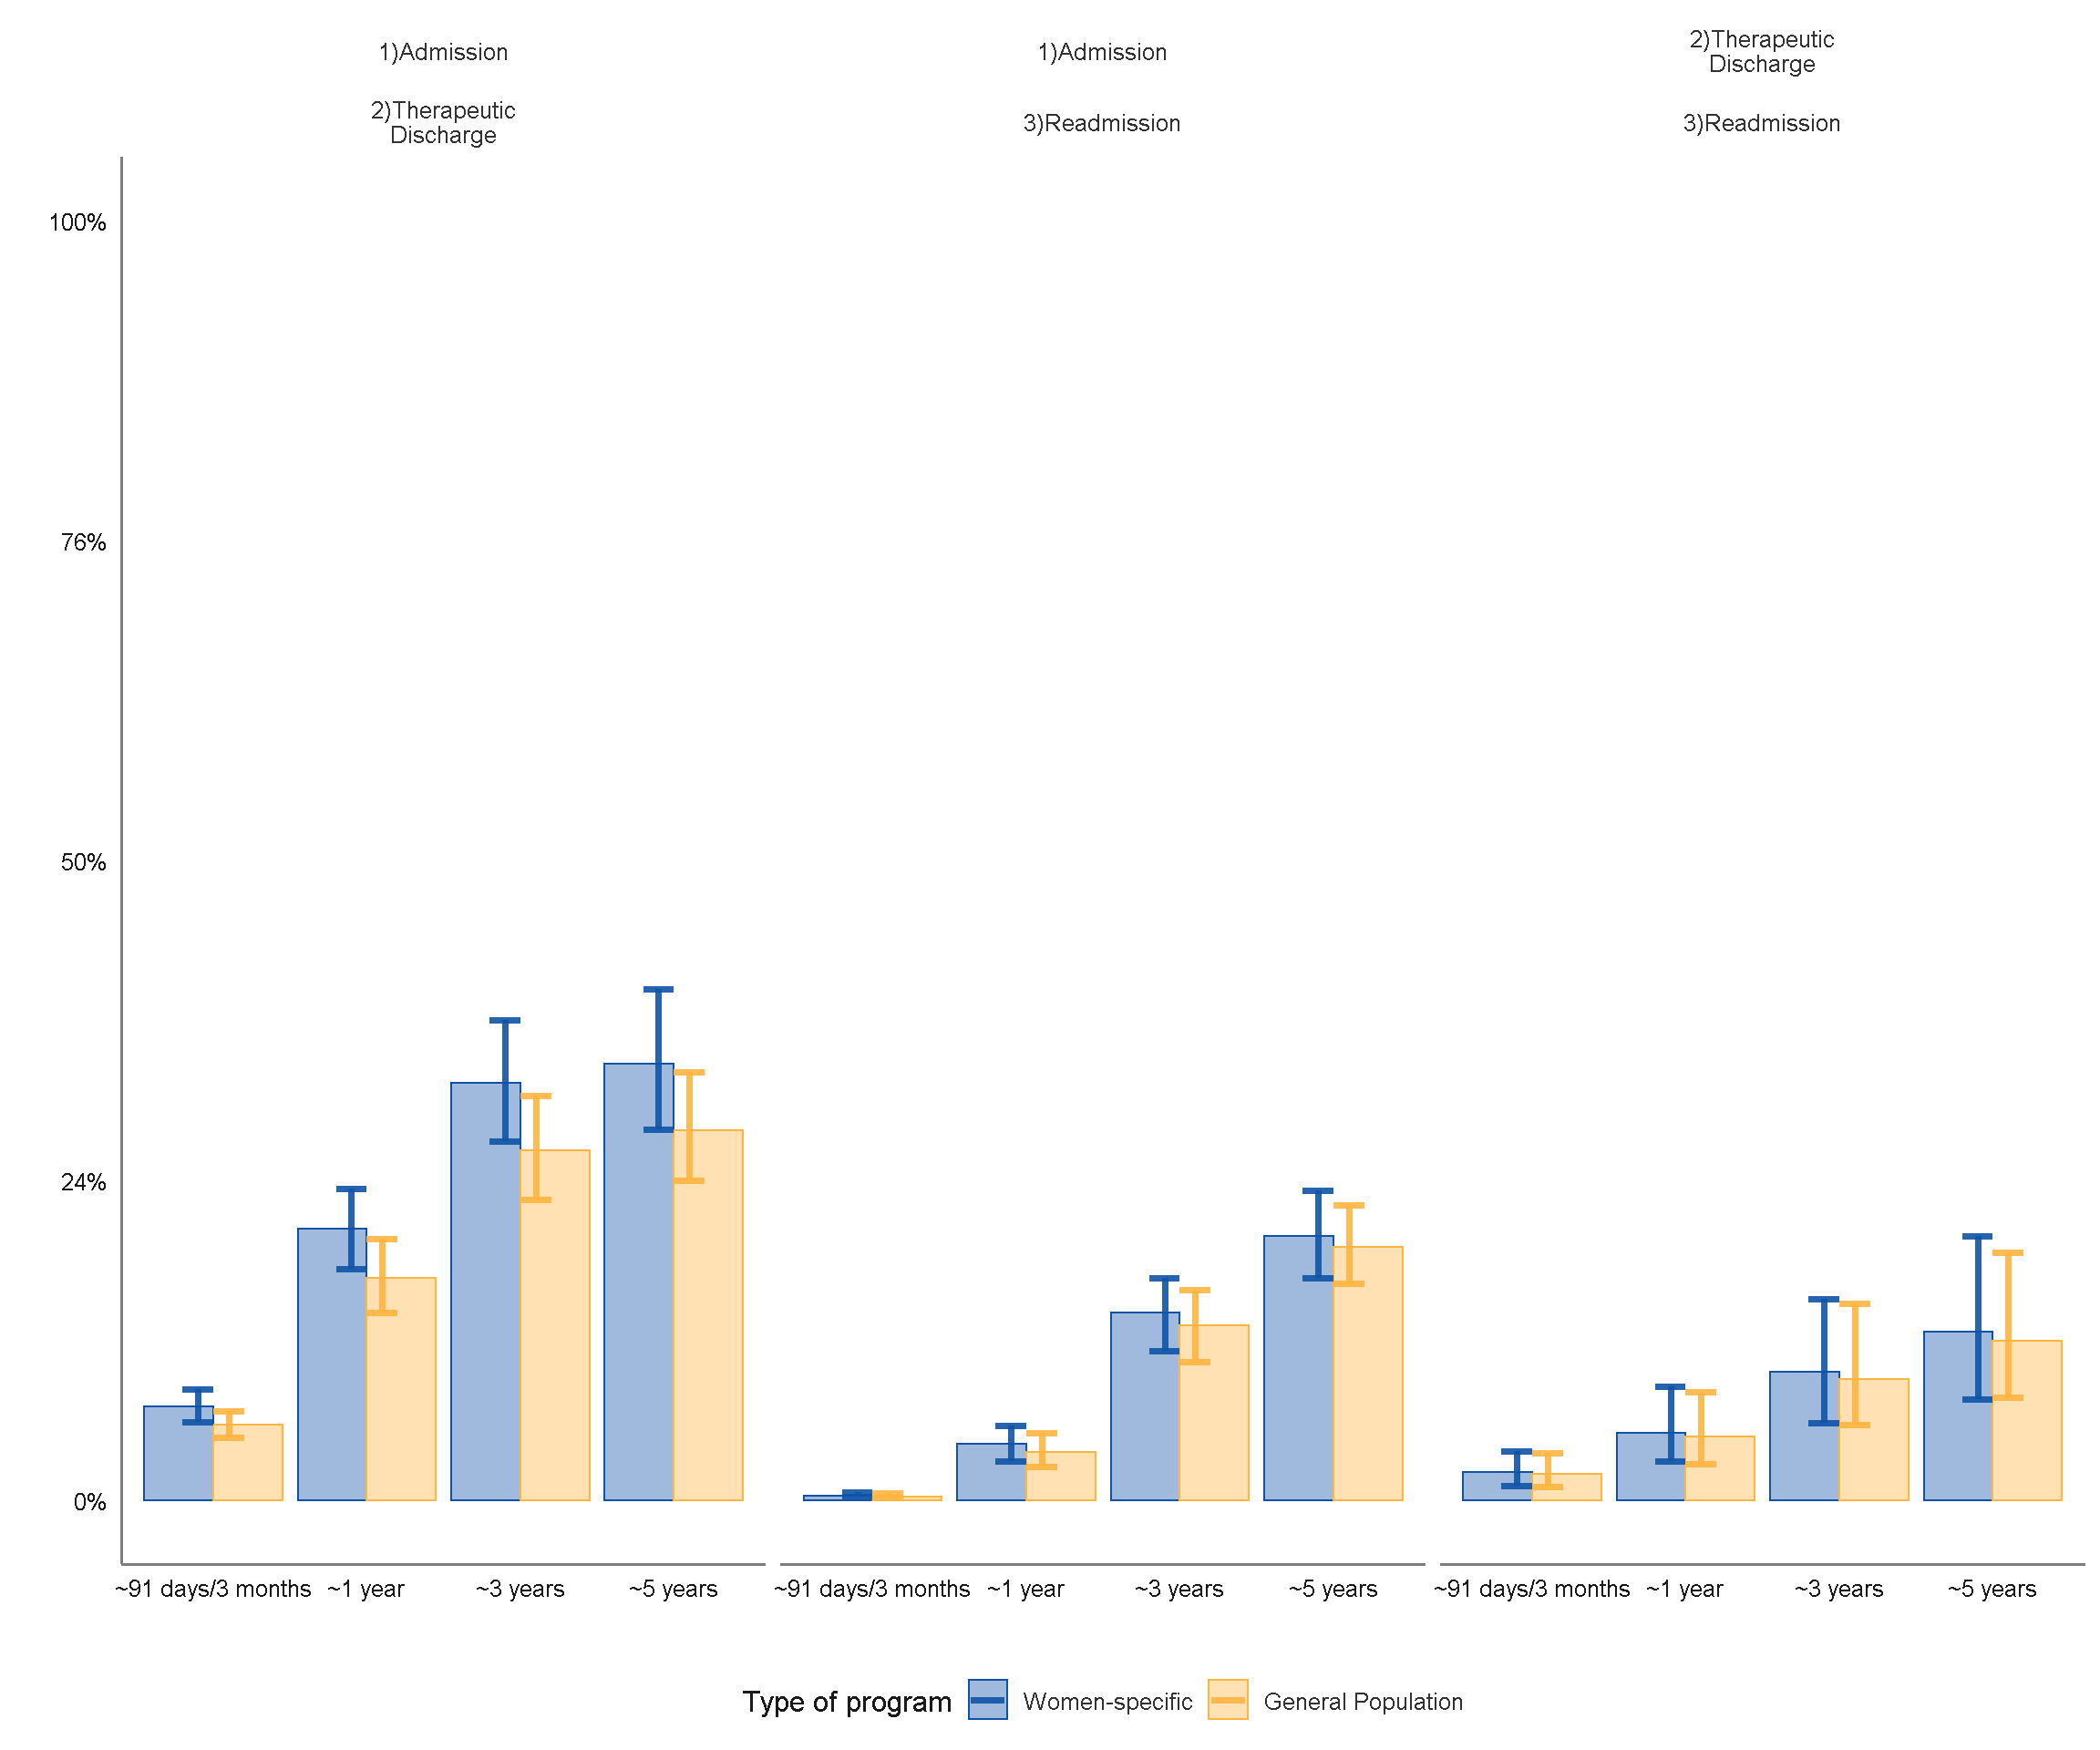 1)Admission
2)Therapeutic
Discharge
1)Admission
3)Readmission
2)Therapeutic
Discharge
3)Readmission
100%
76%
50%
24%
0%
~91 days/3 months ~1 year ~3 years ~5 years
~91 days/3 months ~1 year ~3 years ~5 years
~91 days/3 months ~1 year ~3 years ~5 years
Type of program Women-specific General Population